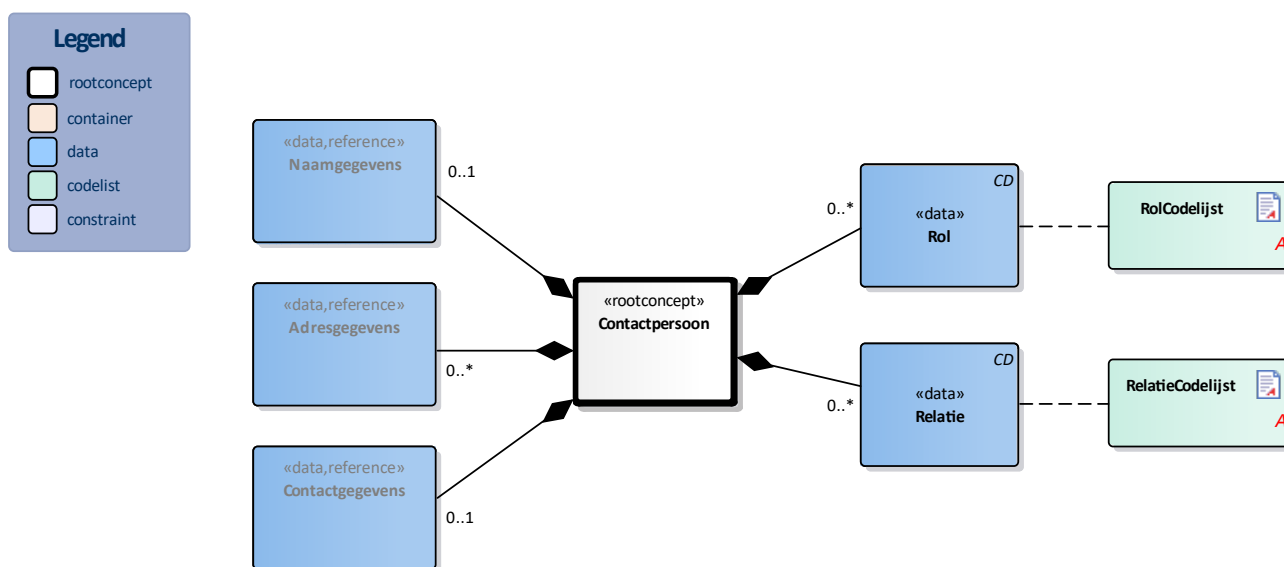 Legend
rootconcept
container
data
codelist
constraint
«data,reference»
Naamgegevens
0..1
«data,reference»
Adresgegevens
0..*
«data,reference»
Contactgegevens
0..1
«rootconcept»
Contactpersoon
CD
«data»
Rol
0..*
CD
«data»
Relatie
0..*
RolCodelijst
A
RelatieCodelijst
A